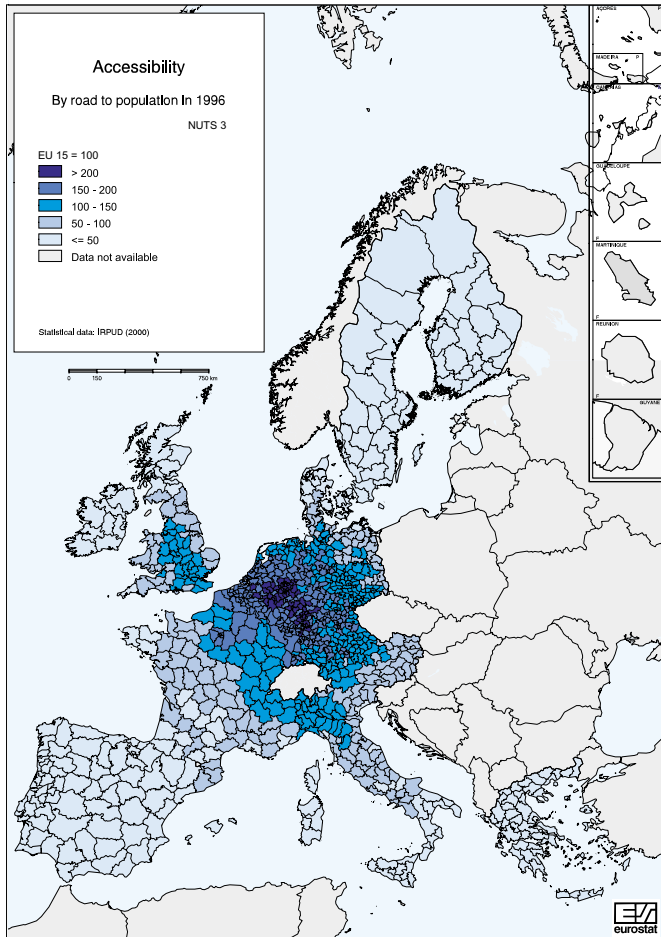 Accessibility
By road to population in 1996
NUTS 3
EU 15 = 100
> 200
150 - 200
100 - 150
50 - 100
<= 50
Data not available
Statistical data: IRPUD (2000)
0 150 750 km
AÇORES P
MADEIRA P
CANARIAS
GUADELOUPE
F
MARTINIQUE
F
REUNION
F
GUYANE
eurostat